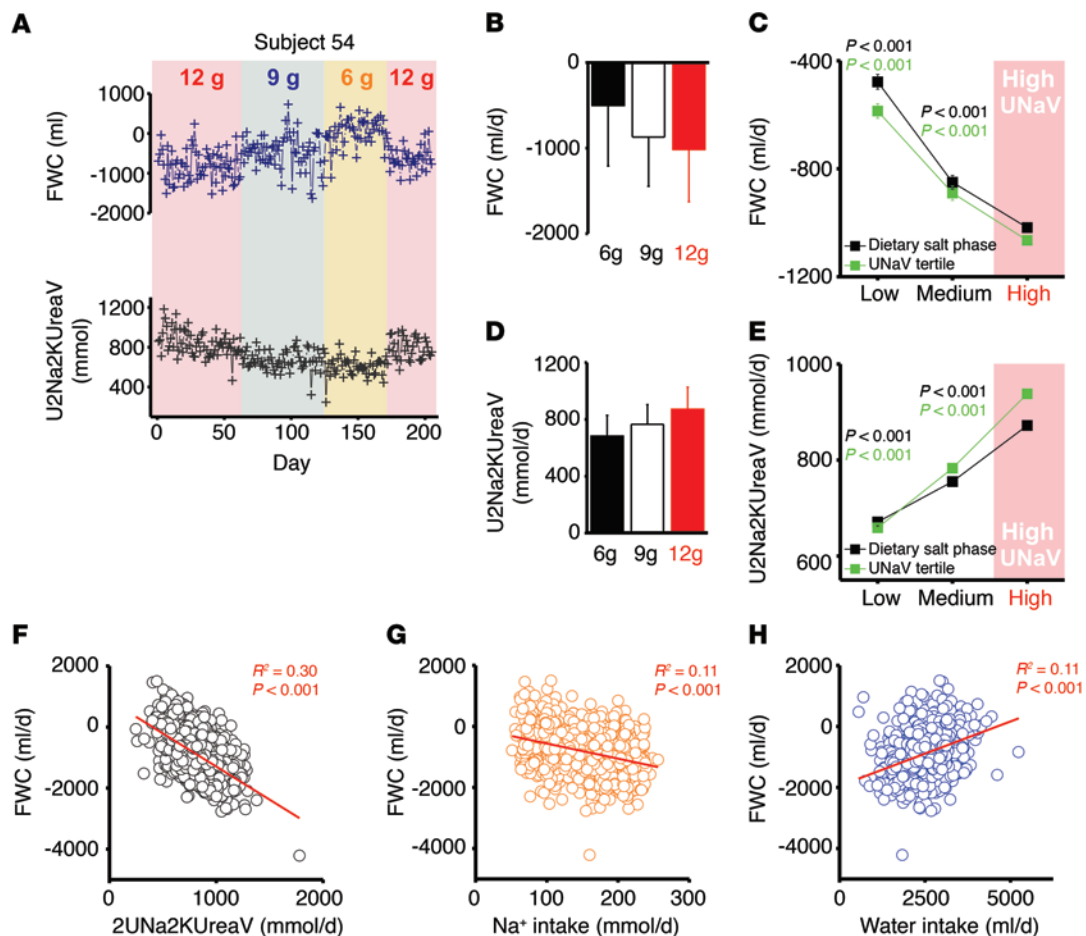 A
Subject 54
12 g
9 g
6 g
12 g
FWC (ml)
1000
0
-1000
-2000
U2Na2KUreaV
(mmol)
1200
800
400
0
50
100
150
200
Day
B
FWC (ml/d)
0
-1000
-2000
6g
9g
12g
C
FWC (ml/d)
-400
-800
-1200
P < 0.001
P < 0.001
P < 0.001
P < 0.001
High
UNaV
Dietary salt phase
UNaV tertile
Low
Medium
High
D
U2Na2KUreaV
(mmol/d)
1200
800
400
0
6g
9g
12g
E
U2Na2KUreaV (mmol/d)
1000
800
600
P < 0.001
P < 0.001
P < 0.001
P < 0.001
High
UNaV
Dietary salt phase
UNaV tertile
Low
Medium
High
F
FWC (ml/d)
2000
0
-2000
-4000
R² = 0.30
P < 0.001
0
1000
2000
2UNa2KUreaV (mmol/d)
G
FWC (ml/d)
2000
0
-2000
-4000
R² = 0.11
P < 0.001
0
100
200
300
Na⁺ intake (mmol/d)
H
FWC (ml/d)
2000
0
-2000
-4000
R² = 0.11
P < 0.001
0
2500
5000
Water intake (ml/d)